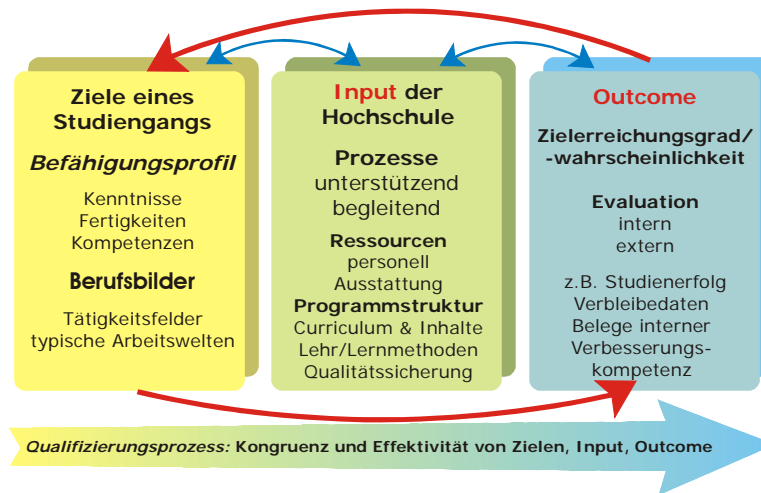 Ziele eines
Studiengangs
Befähigungsprofil
Kenntnisse
Fertigkeiten
Kompetenzen
Berufsbilder
Tätigkeitsfelder
typische Arbeitswelten
Input der
Hochschule
Prozesse
unterstützend
begleitend
Ressourcen
personell
Ausstattung
Programmstruktur
Curriculum & Inhalte
Lehr/Lernmethoden
Qualitätssicherung
Outcome
Zielerreichungsgrad/
-wahrscheinlichkeit
Evaluation
intern
extern
z.B. Studienerfolg
Verbleibedaten
Belege interner
Verbesserungs-
kompetenz
Qualifizierungsprozess: Kongruenz und Effektivität von Zielen, Input, Outcome